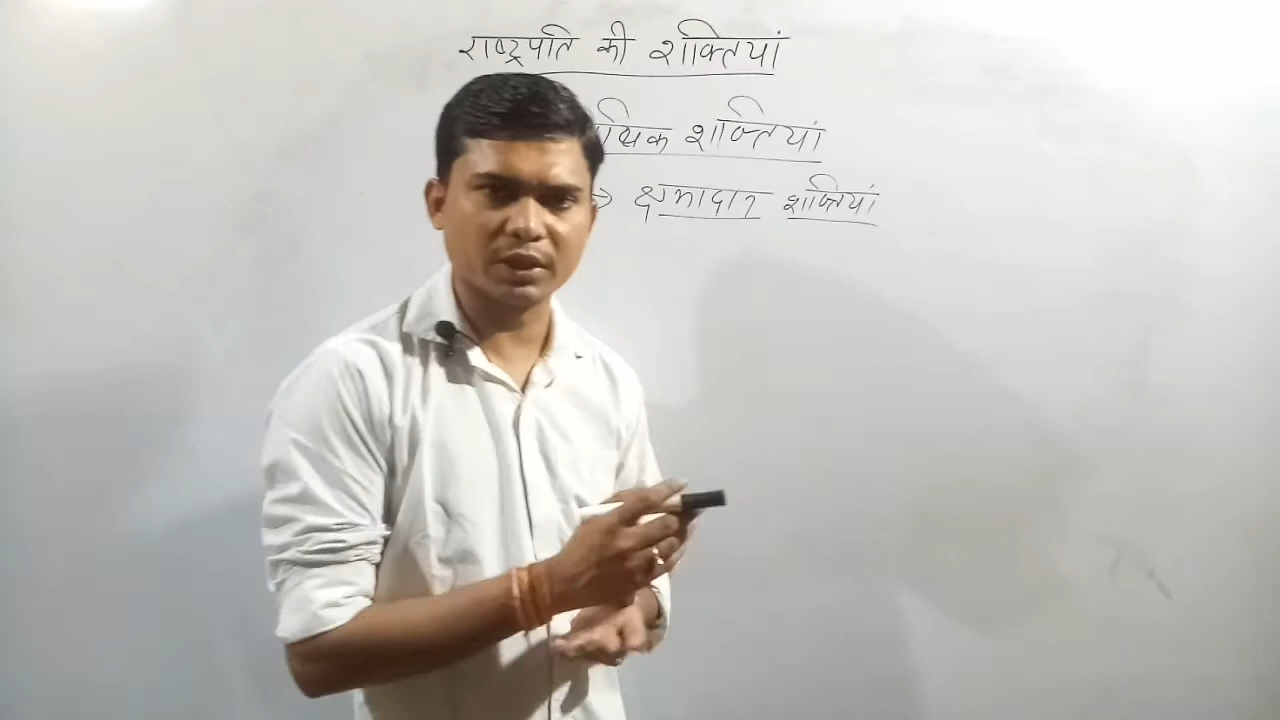 राष्ट्रपति की शक्तियां
शक्तियां
→ क्षमादान शक्तियां